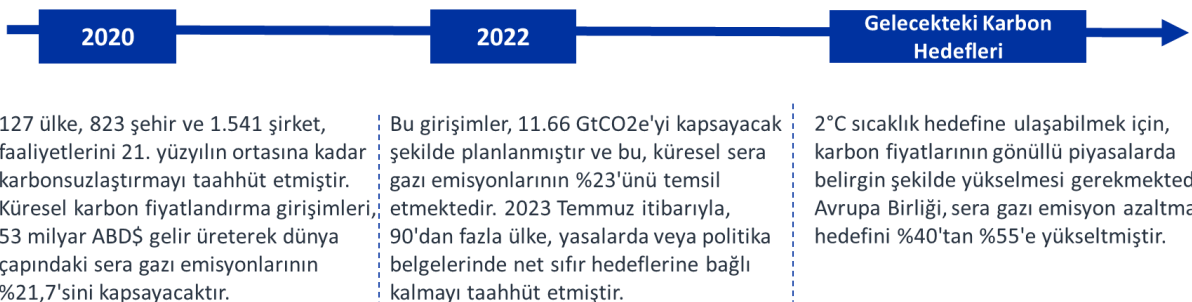 2020
127 ülke, 823 şehir ve 1.541 şirket,
faaliyetlerini 21. yüzyılın ortasına kadar
karbonsuzlaştırmayı taahhüt etmiştir.
Küresel karbon fiyatlandırma girişimleri,
53 milyar ABD$ gelir üreterek dünya
çapındaki sera gazı emisyonlarının
%21,7'sini kapsayacaktır.
2022
Bu girişimler, 11.66 GtCO2e'yi kapsayacak
şekilde planlanmıştır ve bu, küresel sera
gazı emisyonlarının %23'ünü temsil
etmektedir. 2023 Temmuz itibarıyla,
90'dan fazla ülke, yasalarda veya politika
belgelerinde net sıfır hedeflerine bağlı
kalmayı taahhüt etmiştir.
Gelecekteki Karbon
Hedefleri
2°C sıcaklık hedefine ulaşabilmek için,
karbon fiyatlarının gönüllü piyasalarda
belirgin şekilde yükselmesi
Avrupa Birliği, sera gazı emisyon azaltma
hedefini %40'tan %55'e yükseltmiştir.